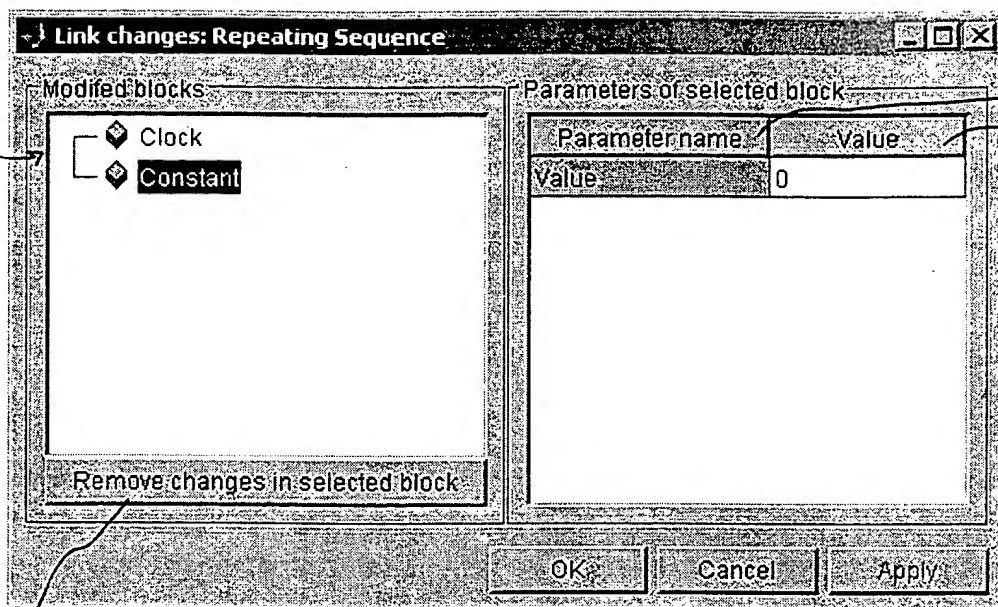 Link changes: Repeating Sequence
Modifed blocks
Clock
Constant
Remove changes in selected block
Parameters of selected block
Parameter name Value
Value 0
OK Cancel Apply